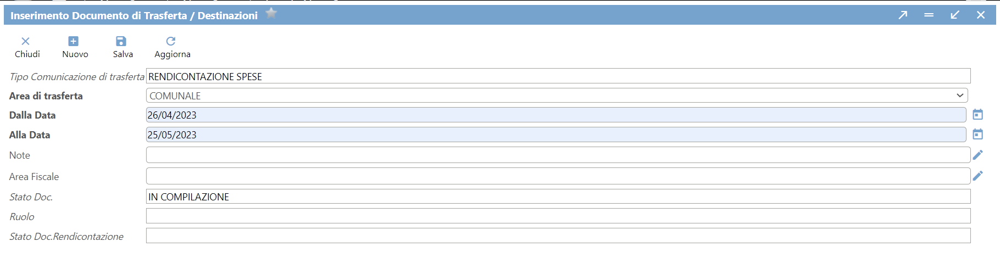 Inserimento Documento di Trasferta / Destinazioni
Chiudi Nuovo Salva Aggiorna
Tipo Comunicazione di trasferta RENDICONTAZIONE SPESE
Area di trasferta COMUNALE
Dalla Data 26/04/2023
Alla Data 25/05/2023
Note
Area Fiscale
Stato Doc. IN COMPILAZIONE
Ruolo
Stato Doc.Rendicontazione